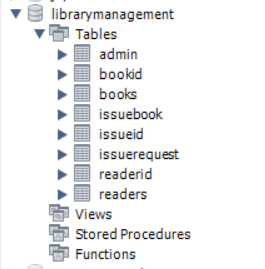 librarymanagement
Tables
admin
bookid
books
issuebook
issueid
issuerequest
readerid
readers
Views
Stored Procedures
Functions